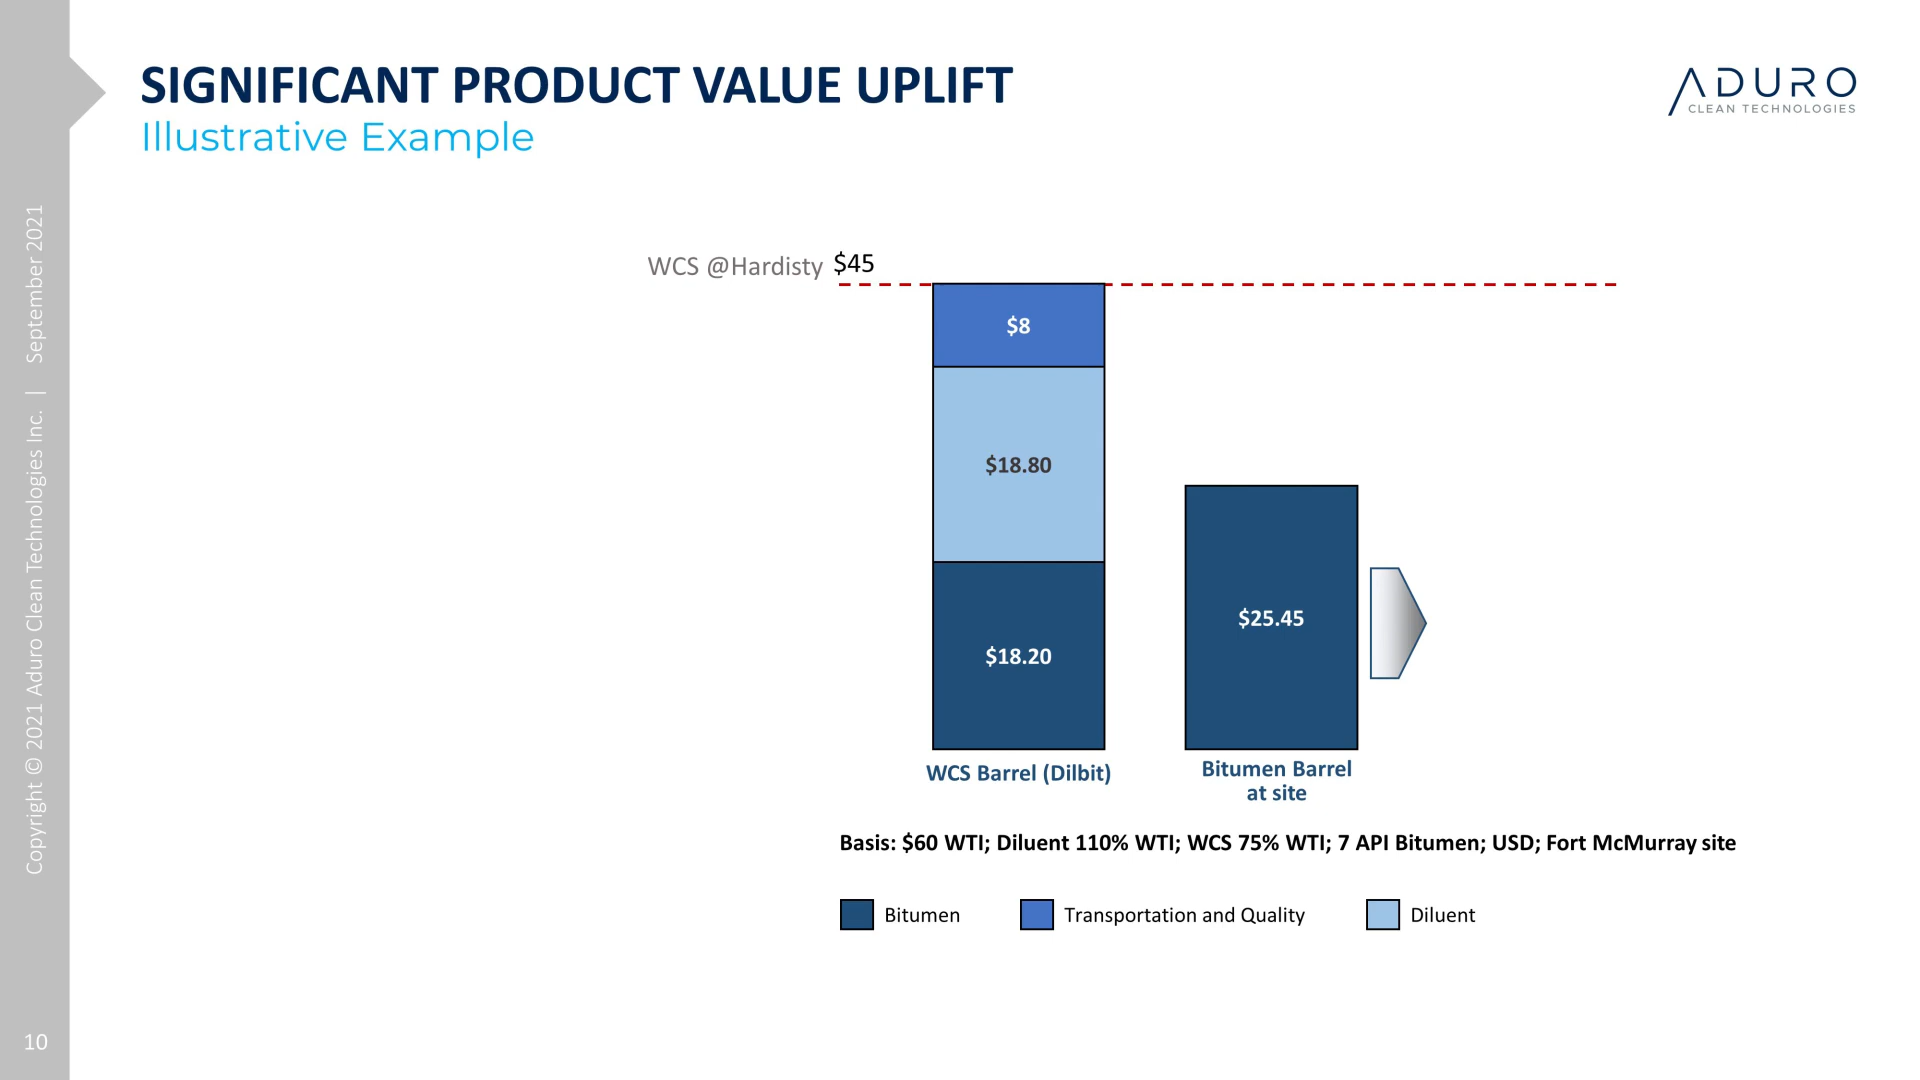 SIGNIFICANT PRODUCT VALUE UPLIFT
Illustrative Example
ADURO
CLEAN TECHNOLOGIES
Copyright © 2021 Aduro Clean Technologies Inc. | September 2021
WCS @Hardisty $45
$8
$18.80
$18.20
$25.45
WCS Barrel (Dilbit)
Bitumen Barrel
at site
Basis: $60 WTI; Diluent 110% WTI; WCS 75% WTI; 7 API Bitumen; USD; Fort McMurray site
Bitumen
Transportation and Quality
Diluent
10